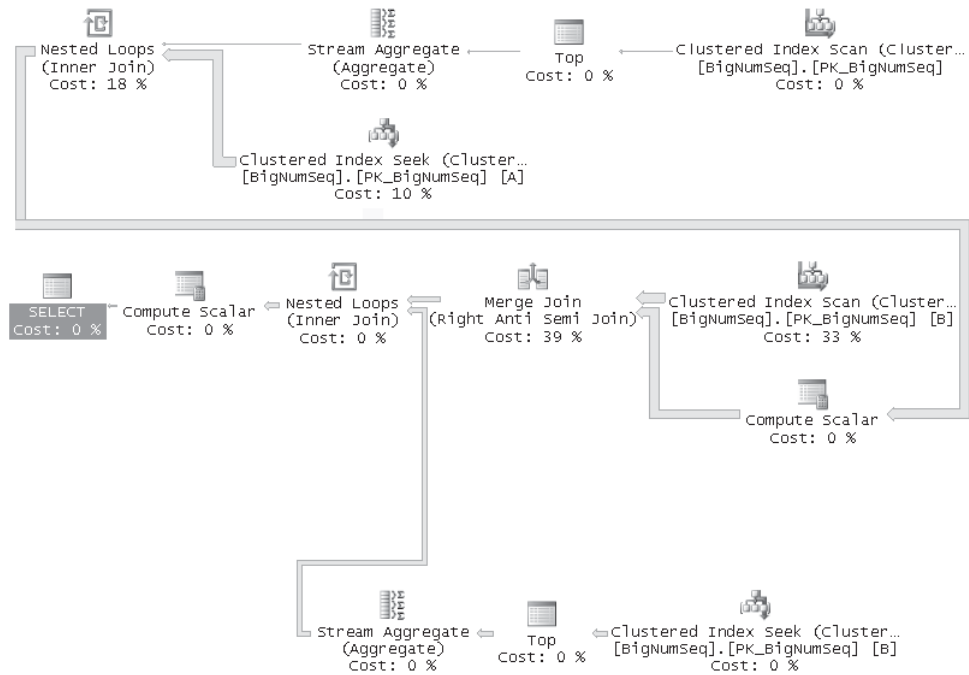 Nested Loops
(Inner Join)
Cost: 18 %
Stream Aggregate
(Aggregate)
Cost: 0 %
Top
Cost: 0 %
Clustered Index Scan (Cluster…
[BigNumSeq].[PK_BigNumSeq]
Cost: 0 %
Clustered Index Seek (Cluster…
[BigNumSeq].[PK_BigNumSeq] [A]
Cost: 10 %
SELECT
Cost: 0 %
Compute Scalar
Cost: 0 %
Nested Loops
(Inner Join)
Cost: 0 %
Merge Join
(Right Anti Semi Join)
Cost: 39 %
Clustered Index Scan (Cluster…
[BigNumSeq].[PK_BigNumSeq] [B]
Cost: 33 %
Compute Scalar
Cost: 0 %
Stream Aggregate
(Aggregate)
Cost: 0 %
Top
Cost: 0 %
Clustered Index Seek (Cluster…
[BigNumSeq].[PK_BigNumSeq] [B]
Cost: 0 %